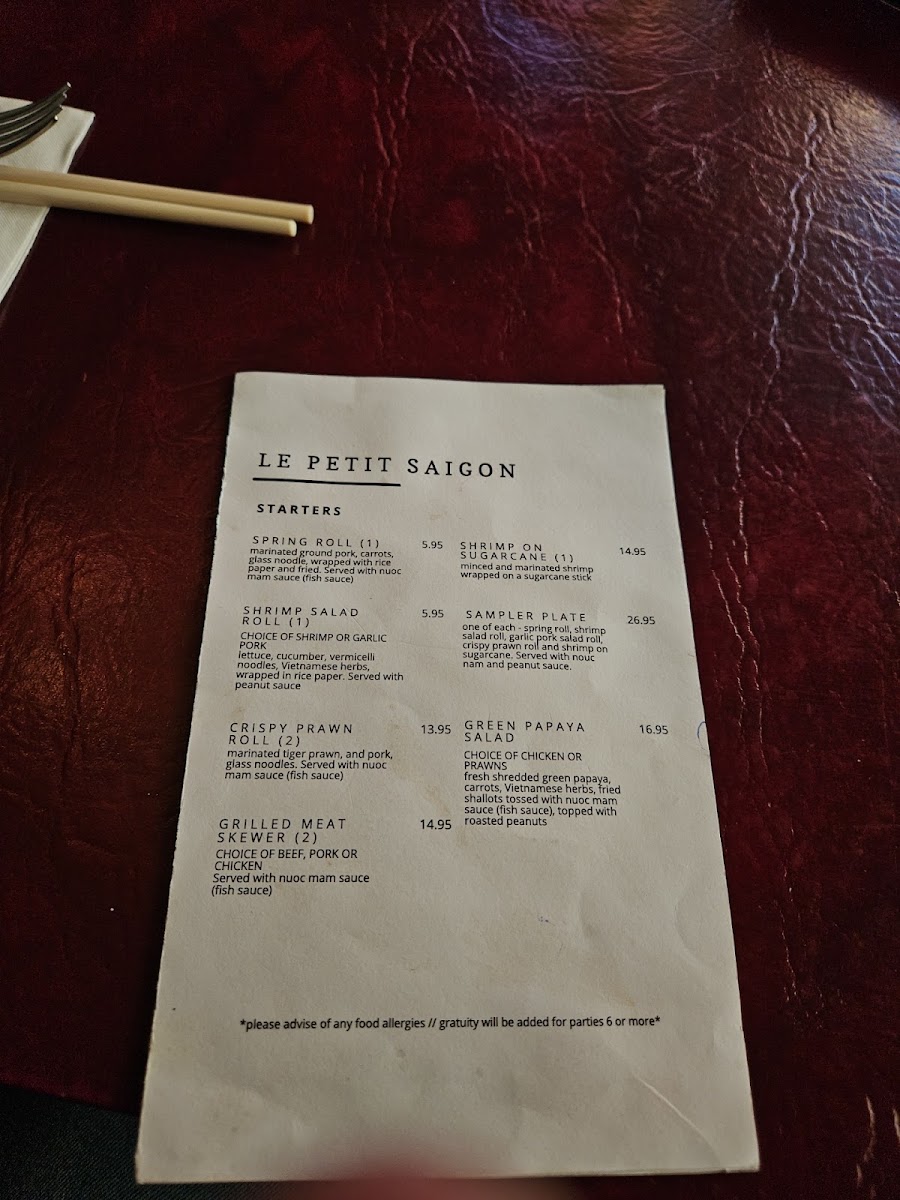 LE PETIT SAIGON
STARTERS
SPRING ROLL (1) 5.95
marinated ground pork, carrots,
glass noodle, wrapped with rice
paper and fried. Served with nuoc
mam sauce (fish sauce)
SHRIMP SALAD
ROLL (1) 5.95
CHOICE OF SHRIMP OR GARLIC
PORK
lettuce, cucumber, vermicelli
noodles, Vietnamese herbs,
wrapped in rice paper. Served with
peanut sauce
CRISPY PRAWN
ROLL (2) 13.95
marinated tiger prawn, and pork,
glass noodles. Served with nuoc
mam sauce (fish sauce)
GRILLED MEAT
SKEWER (2) 14.95
CHOICE OF BEEF, PORK OR
CHICKEN
Served with nuoc mam sauce
(fish sauce)
SHRIMP ON
SUGARCANE (1) 14.95
minced and marinated shrimp
wrapped on a sugarcane stick
SAMPLER PLATE 26.95
one of each - spring roll, shrimp
salad roll, garlic pork salad roll,
crispy prawn roll and shrimp on
sugarcane. Served with nouc
nam and peanut sauce.
GREEN PAPAYA
SALAD 16.95
CHOICE OF CHICKEN OR
PRAWNS
fresh shredded green papaya,
carrots, Vietnamese herbs, fried
shallots tossed with nuoc mam
sauce (fish sauce), topped with
roasted peanuts
*please advise of any food allergies // gratuity will be added for parties 6 or more*